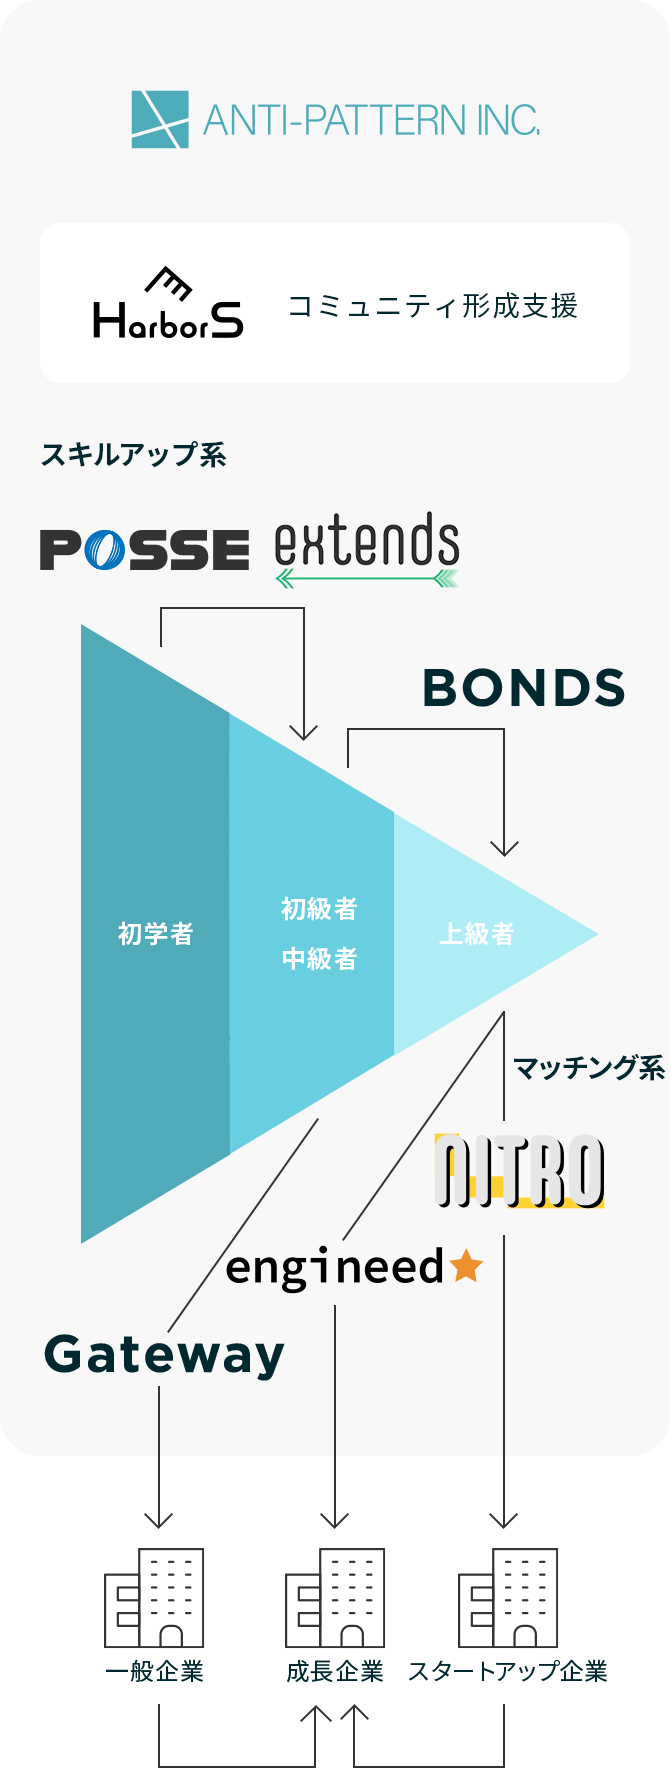 ANTI-PATTERN INC.
HarborS
コミュニティ形成支援
スキルアップ系
POSSE
extends
BONDS
初学者
初級者
中級者
上級者
マッチング系
NITRO
engineed
Gateway
一般企業
成長企業
スタートアップ企業